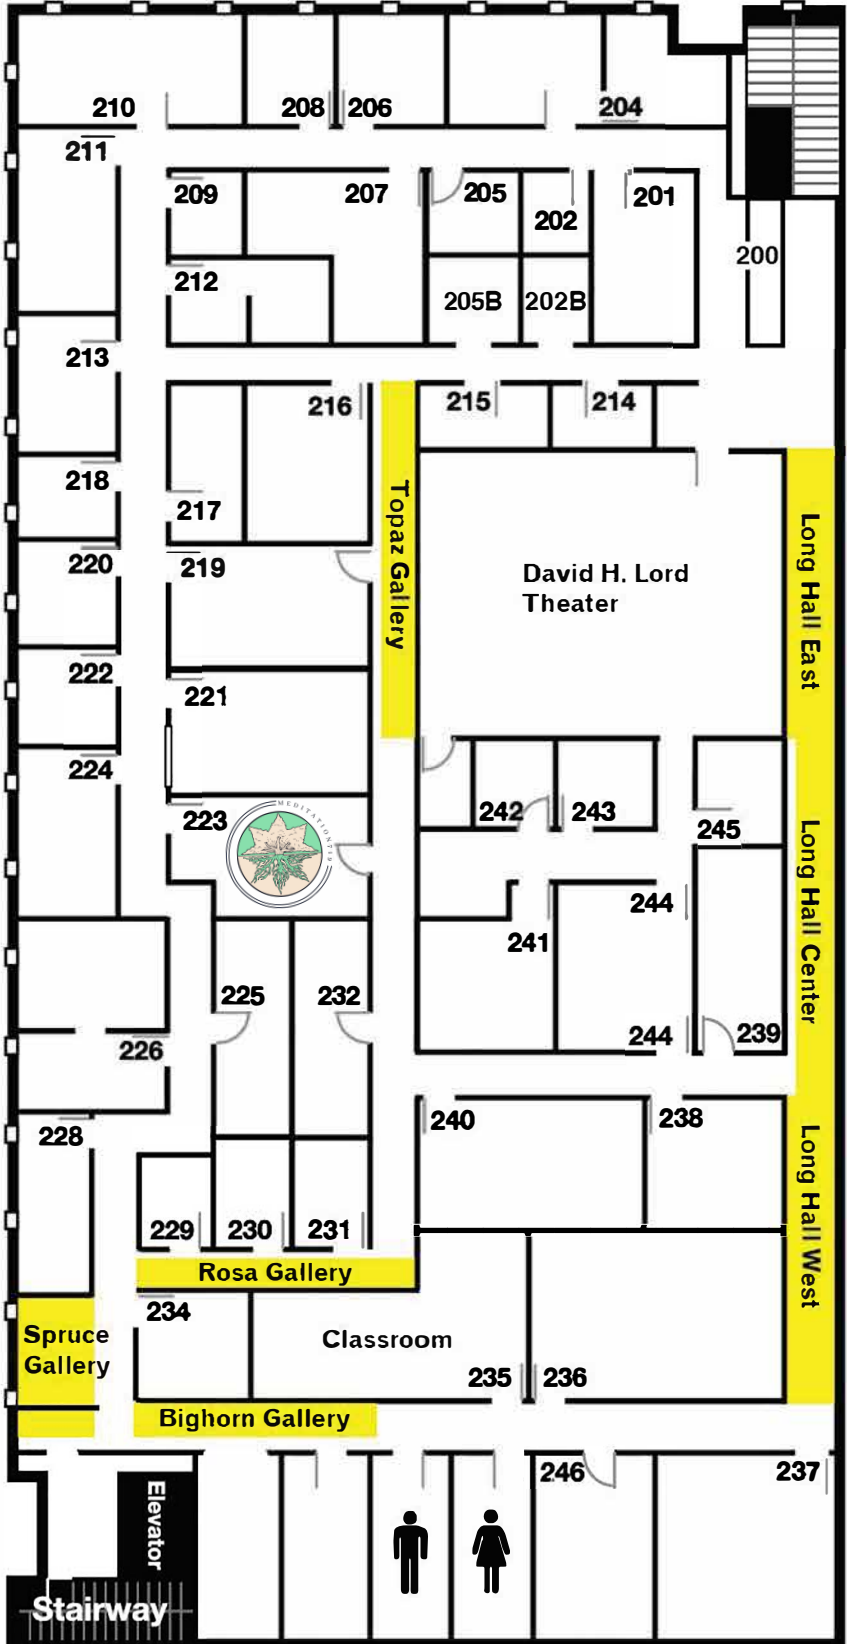 210
208
206
204
211
209
207
205
201
202
200
212
205B
202B
213
216
215
214
218
217
Topaz Gallery
220
219
David H. Lord
Theater
Long Hall East
222
221
224
223
MEDITATION719
242
243
245
Long Hall Center
244
241
225
232
244
239
226
240
238
228
Long Hall West
229
230
231
Rosa Gallery
234
Spruce
Gallery
Classroom
235
236
Bighorn Gallery
246
237
Elevator
Stairway